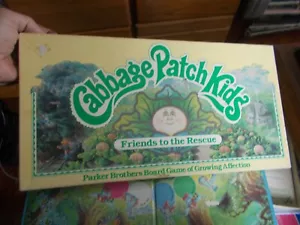 Cabbage Patch Kids
Friends to the Rescue
Parker Brothers Board Game of Growing Affection